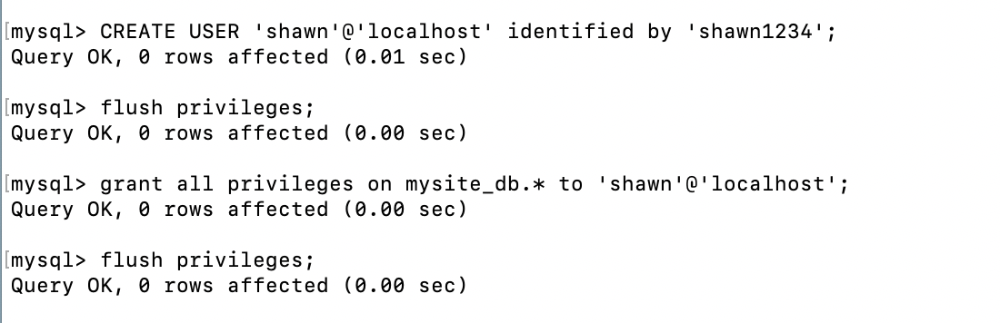 [mysql> CREATE USER 'shawn'@'localhost' identified by 'shawn1234';
Query OK, 0 rows affected (0.01 sec)
[mysql> flush privileges;
Query OK, 0 rows affected (0.00 sec)
[mysql> grant all privileges on mysite_db.* to 'shawn'@'localhost';
Query OK, 0 rows affected (0.00 sec)
[mysql> flush privileges;
Query OK, 0 rows affected (0.00 sec)